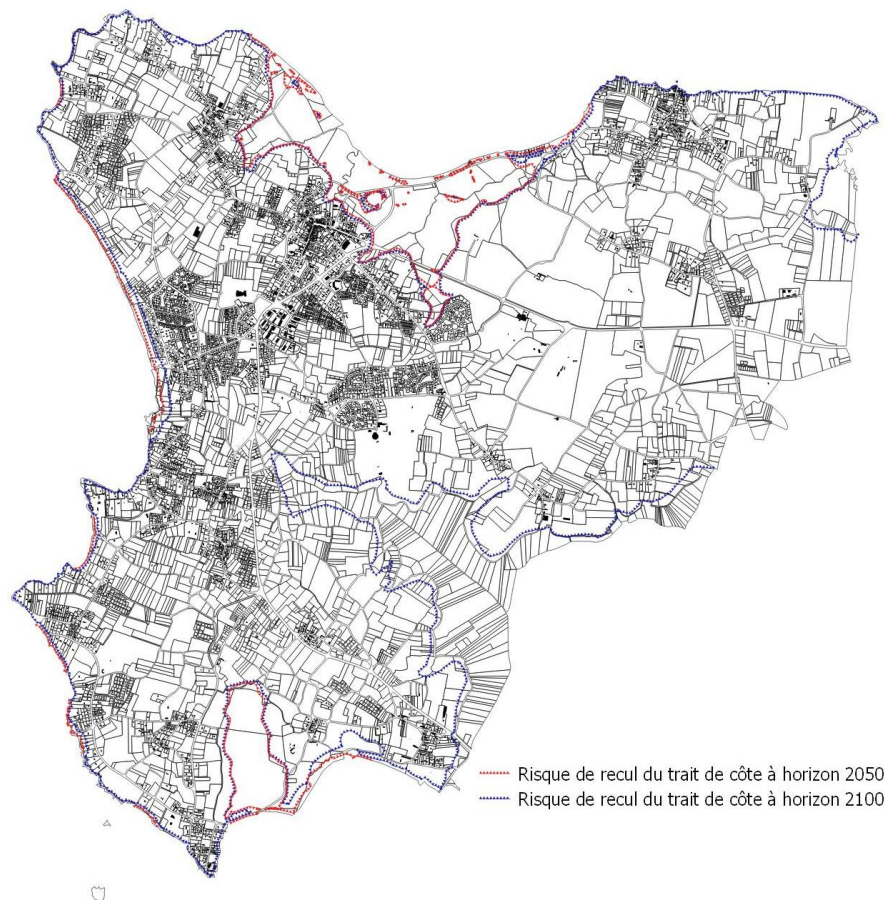 Risque de recul du trait de côte à horizon 2050
Risque de recul du trait de côte à horizon 2100